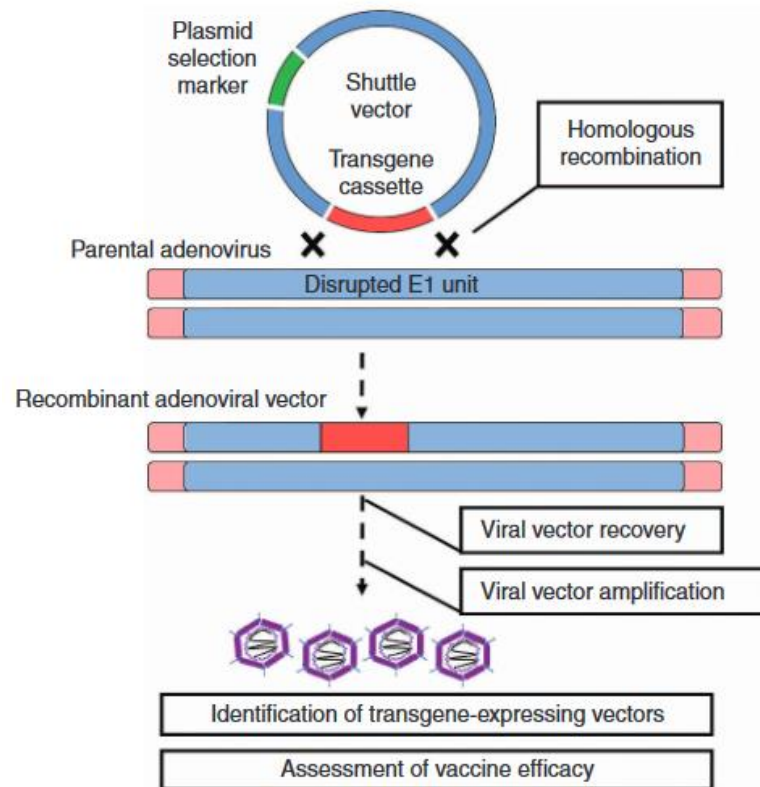 Plasmid
selection
marker
Shuttle
vector
Transgene
cassette
Homologous
recombination
Parental adenovirus
Disrupted E1 unit
Recombinant adenoviral vector
Viral vector recovery
Viral vector amplification
Identification of transgene-expressing vectors
Assessment of vaccine efficacy